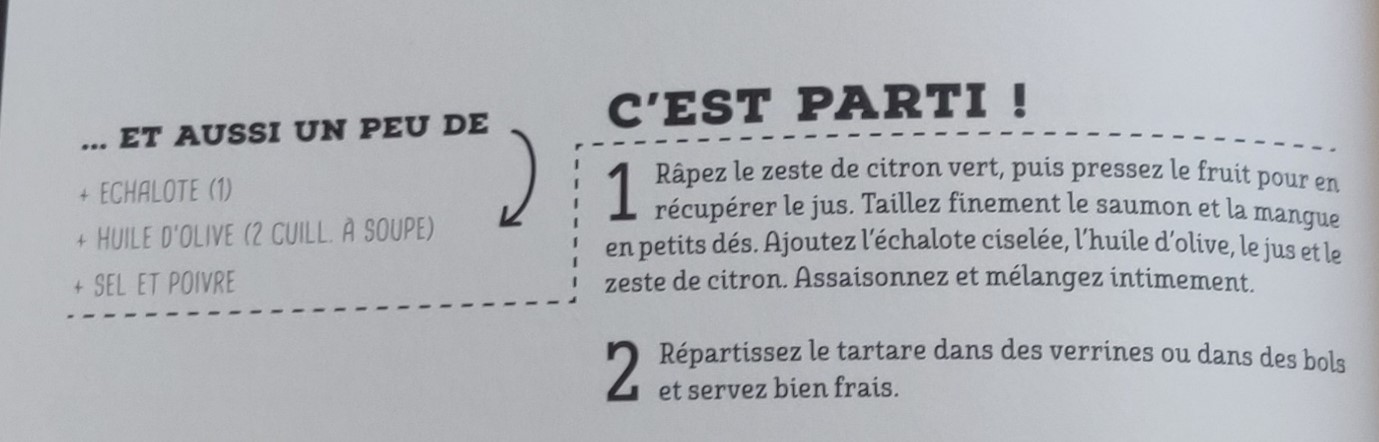 ... ET AUSSI UN PEU DE
+ ECHALOTE (1)
+ HUILE D'OLIVE (2 CUILL. À SOUPE)
+ SEL ET POIVRE
C'EST PARTI !
1 Râpez le zeste de citron vert, puis pressez le fruit pour en
récupérer le jus. Taillez finement le saumon et la mangue
en petits dés. Ajoutez l'échalote ciselée, l'huile d'olive, le jus et le
zeste de citron. Assaisonnez et mélangez intimement.
2 Répartissez le tartare dans des verrines ou dans des bols
et servez bien frais.